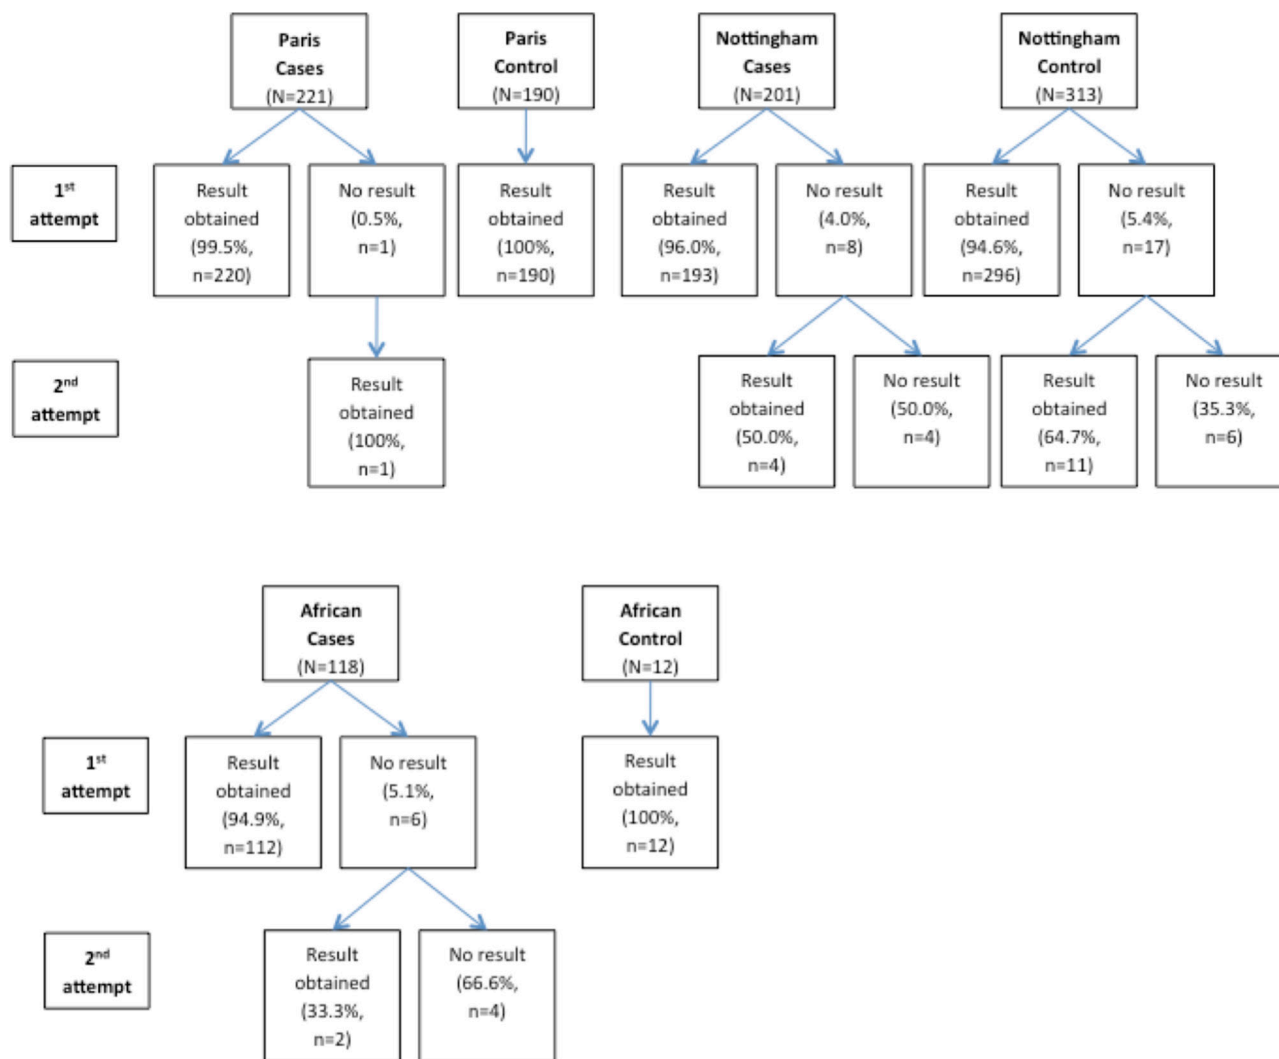 Paris
Cases
(N=221)
Paris
Control
(N=190)
Nottingham
Cases
(N=201)
Nottingham
Control
(N=313)
1st
attempt
Result
obtained
(99.5%,
n=220)
No result
(0.5%,
n=1)
Result
obtained
(100%,
n=190)
Result
obtained
(96.0%,
n=193)
No result
(4.0%,
n=8)
Result
obtained
(94.6%,
n=296)
No result
(5.4%,
n=17)
2nd
attempt
Result
obtained
(100%,
n=1)
Result
obtained
(50.0%,
n=4)
No result
(50.0%,
n=4)
Result
obtained
(64.7%,
n=11)
No result
(35.3%,
n=6)
African
Cases
(N=118)
African
Control
(N=12)
1st
attempt
Result
obtained
(94.9%,
n=112)
No result
(5.1%,
n=6)
Result
obtained
(100%,
n=12)
2nd
attempt
Result
obtained
(33.3%,
n=2)
No result
(66.6%,
n=4)